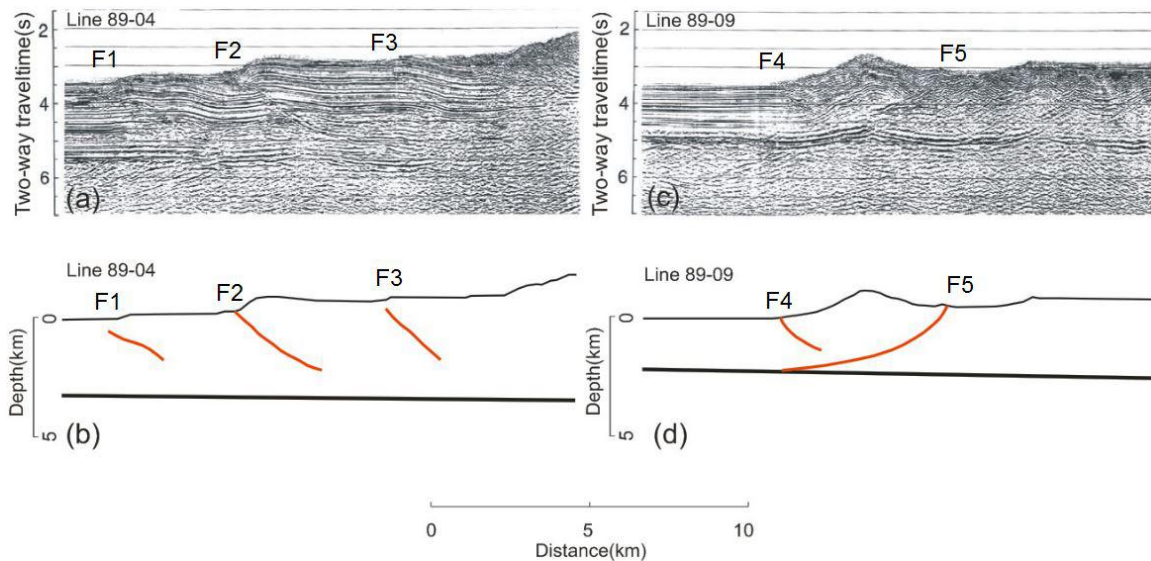 Line 89-04
Two-way traveltime(s)
2
4
6
F1
F2
F3
(a)
Line 89-09
Two-way traveltime(s)
2
4
6
F4
F5
(c)
Line 89-04
Depth(km)
0
5
F1
F2
F3
(b)
Line 89-09
Depth(km)
0
5
F4
F5
(d)
0 5 10
Distance(km)